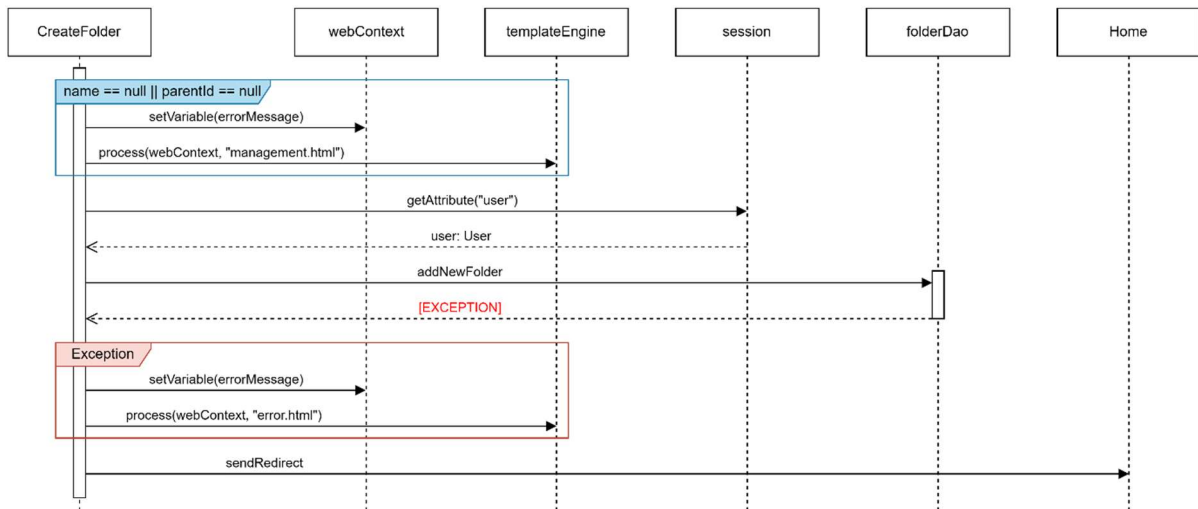 CreateFolder
webContext
templateEngine
session
folderDao
Home
name == null || parentId == null
setVariable(errorMessage)
process(webContext, "management.html")
getAttribute("user")
user: User
addNewFolder
[EXCEPTION]
Exception
setVariable(errorMessage)
process(webContext, "error.html")
sendRedirect